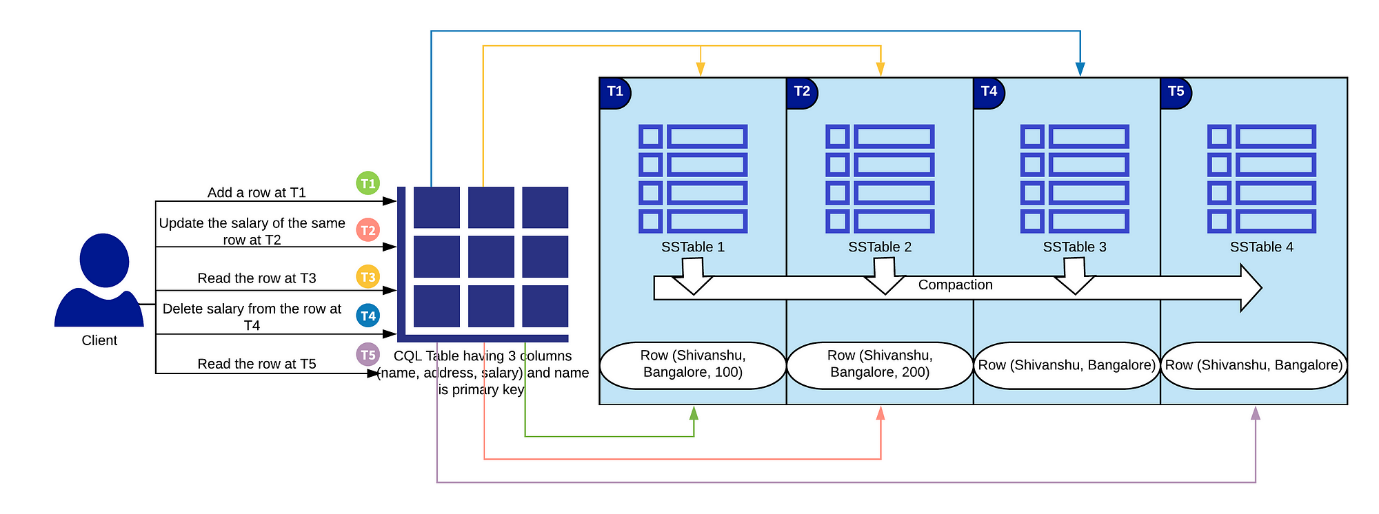 T1
T2
T4
T5
Add a row at T1
T1
Update the salary of the same
row at T2
T2
Read the row at T3
T3
Delete salary from the row at
T4
T4
Read the row at T5
T5
Client
CQL Table having 3 columns
(name, address, salary) and name
is primary key
SSTable 1
SSTable 2
SSTable 3
SSTable 4
Compaction
Row (Shivanshu,
Bangalore, 100)
Row (Shivanshu,
Bangalore, 200)
Row (Shivanshu, Bangalore)
Row (Shivanshu, Bangalore)